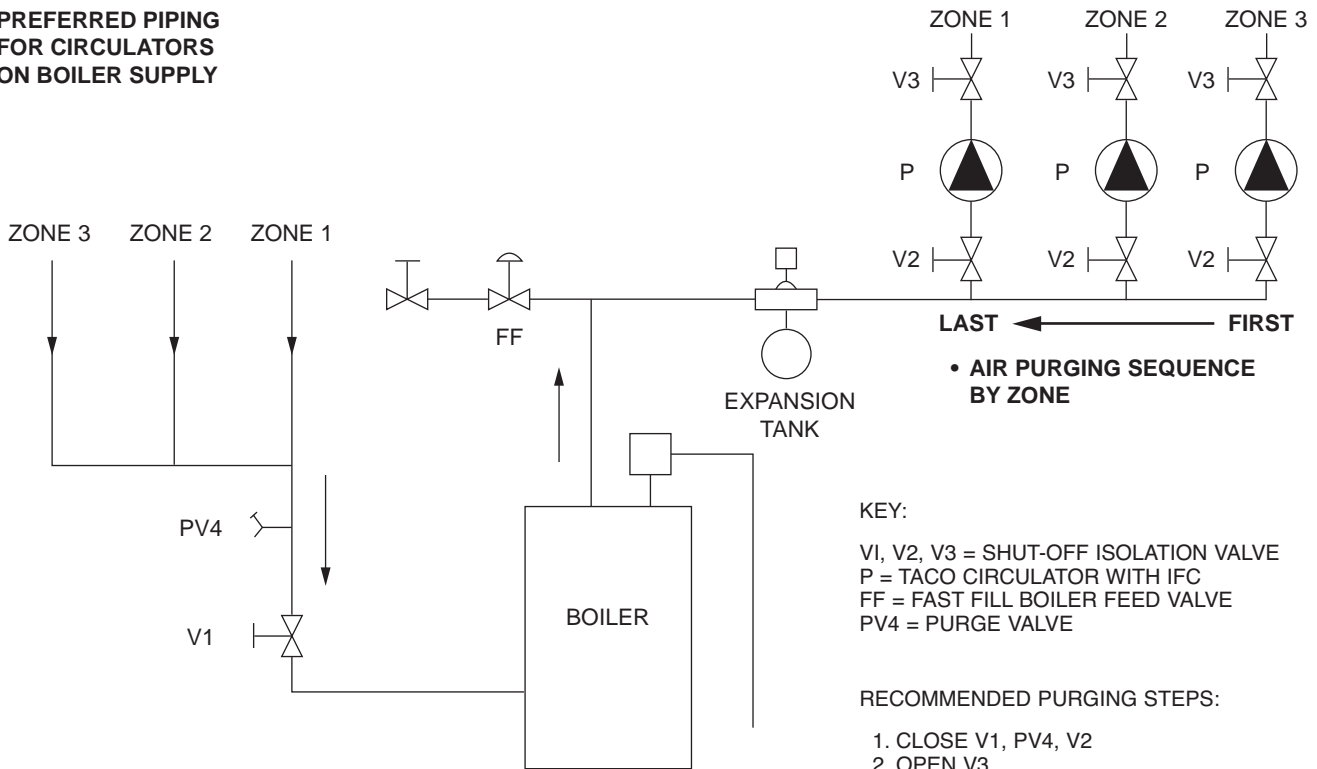 PREFERRED PIPING
FOR CIRCULATORS
ON BOILER SUPPLY
ZONE 1 ZONE 2 ZONE 3
V3 V3 V3
P P P
V2 V2 V2
ZONE 3 ZONE 2 ZONE 1
FF
LAST FIRST
• AIR PURGING SEQUENCE
BY ZONE
EXPANSION
TANK
PV4
V1
BOILER
KEY:
VI, V2, V3 = SHUT-OFF ISOLATION VALVE
P = TACO CIRCULATOR WITH IFC
FF = FAST FILL BOILER FEED VALVE
PV4 = PURGE VALVE
RECOMMENDED PURGING STEPS:
1. CLOSE V1, PV4, V2
2. OPEN V3